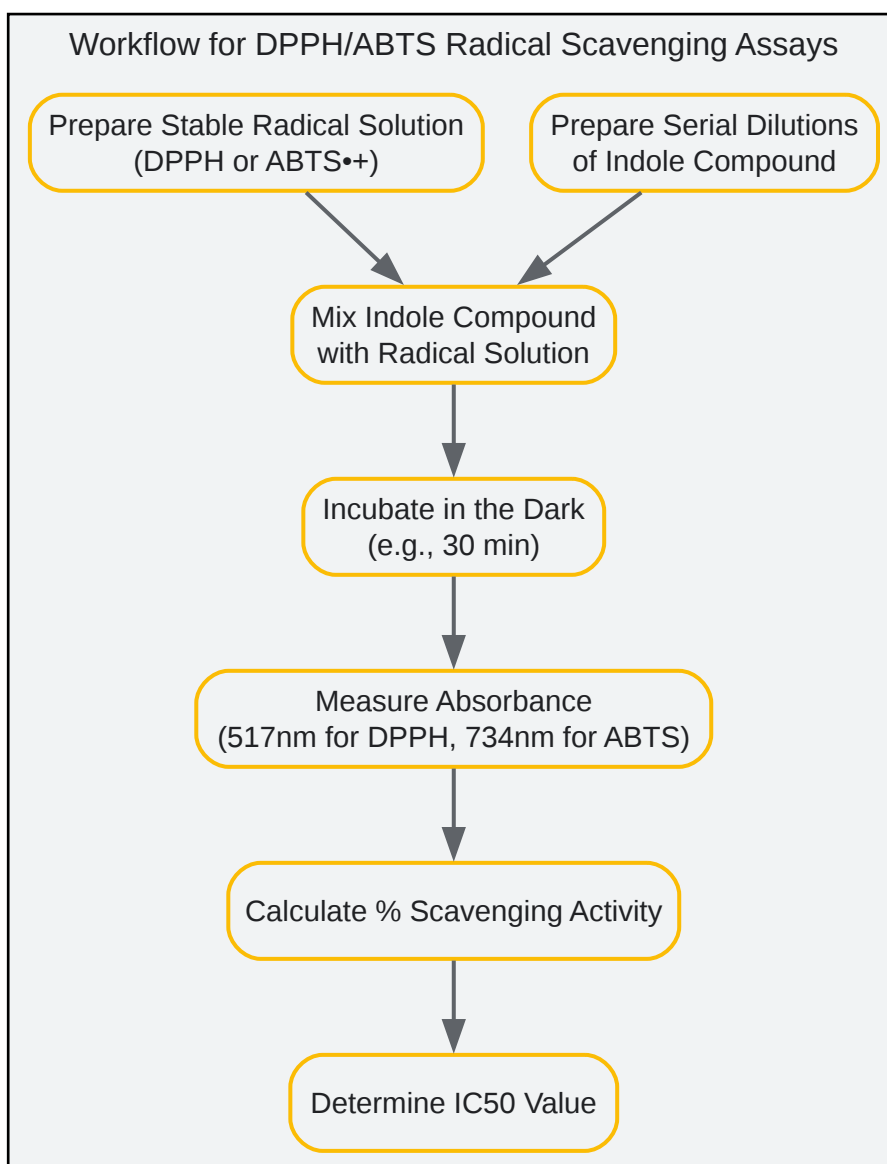 Workflow for DPPH/ABTS Radical Scavenging Assays
Prepare Stable Radical Solution
(DPPH or ABTS•+)
Prepare Serial Dilutions
of Indole Compound
Mix Indole Compound
with Radical Solution
Incubate in the Dark
(e.g., 30 min)
Measure Absorbance
(517nm for DPPH, 734nm for ABTS)
Calculate % Scavenging Activity
Determine IC50 Value